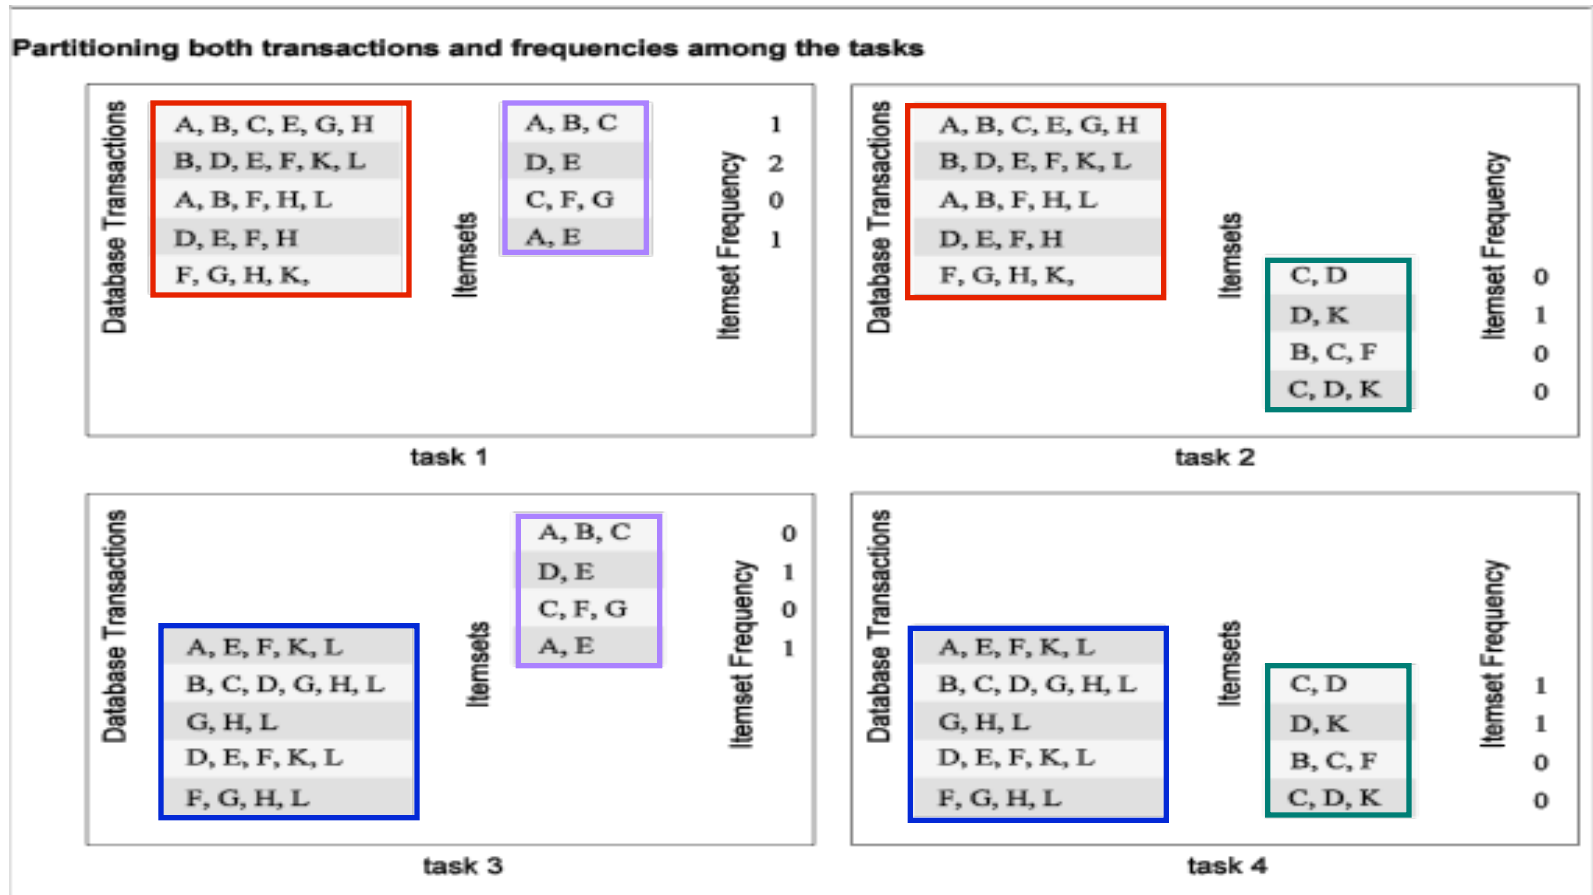 Partitioning both transactions and frequencies among the tasks
Database Transactions
A, B, C, E, G, H
B, D, E, F, K, L
A, B, F, H, L
D, E, F, H
F, G, H, K,
Itemsets
A, B, C
D, E
C, F, G
A, E
Itemset Frequency
1
2
0
1
task 1
Database Transactions
A, B, C, E, G, H
B, D, E, F, K, L
A, B, F, H, L
D, E, F, H
F, G, H, K,
Itemsets
C, D
D, K
B, C, F
C, D, K
Itemset Frequency
0
1
0
0
task 2
Database Transactions
A, E, F, K, L
B, C, D, G, H, L
G, H, L
D, E, F, K, L
F, G, H, L
Itemsets
A, B, C
D, E
C, F, G
A, E
Itemset Frequency
0
1
0
1
task 3
Database Transactions
A, E, F, K, L
B, C, D, G, H, L
G, H, L
D, E, F, K, L
F, G, H, L
Itemsets
C, D
D, K
B, C, F
C, D, K
Itemset Frequency
1
1
0
0
task 4